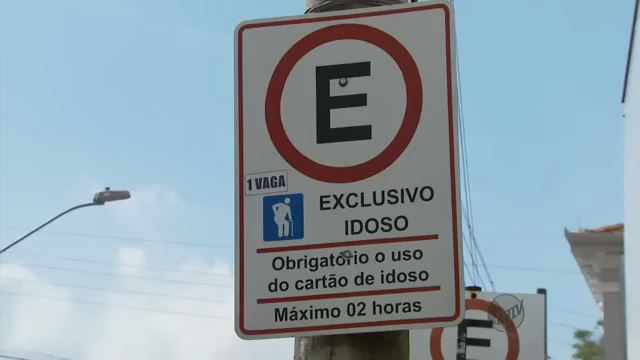 E
1 VAGA
EXCLUSIVO
IDOSO
Obrigatório o uso
do cartão de idoso
Máximo 02 horas
E